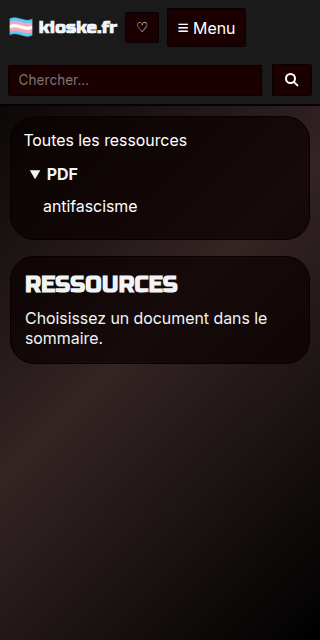 kioske.fr ♡ ≡ Menu
Chercher...
Toutes les ressources
▼ PDF
antifascisme
RESSOURCES
Choisissez un document dans le
sommaire.